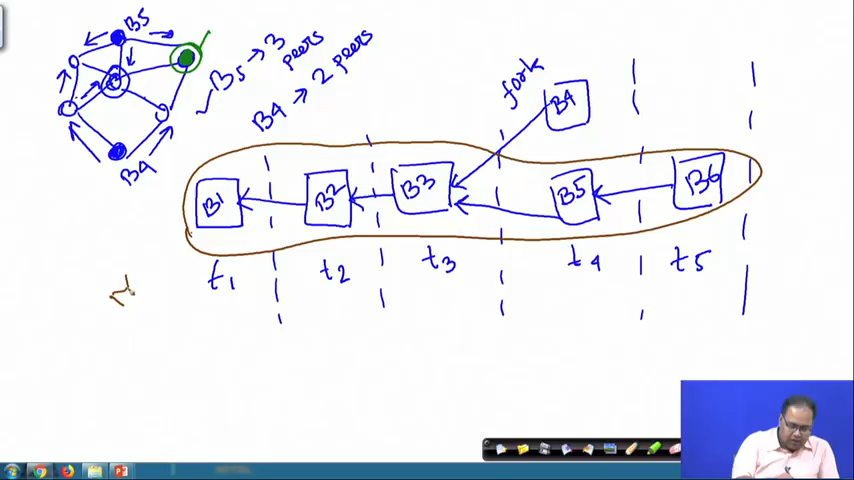 B5
B5 → 3 peers
B4 → 2 peers
B4
fork
B4
B1
B2
B3
B5
B6
t1
t2
t3
t4
t5